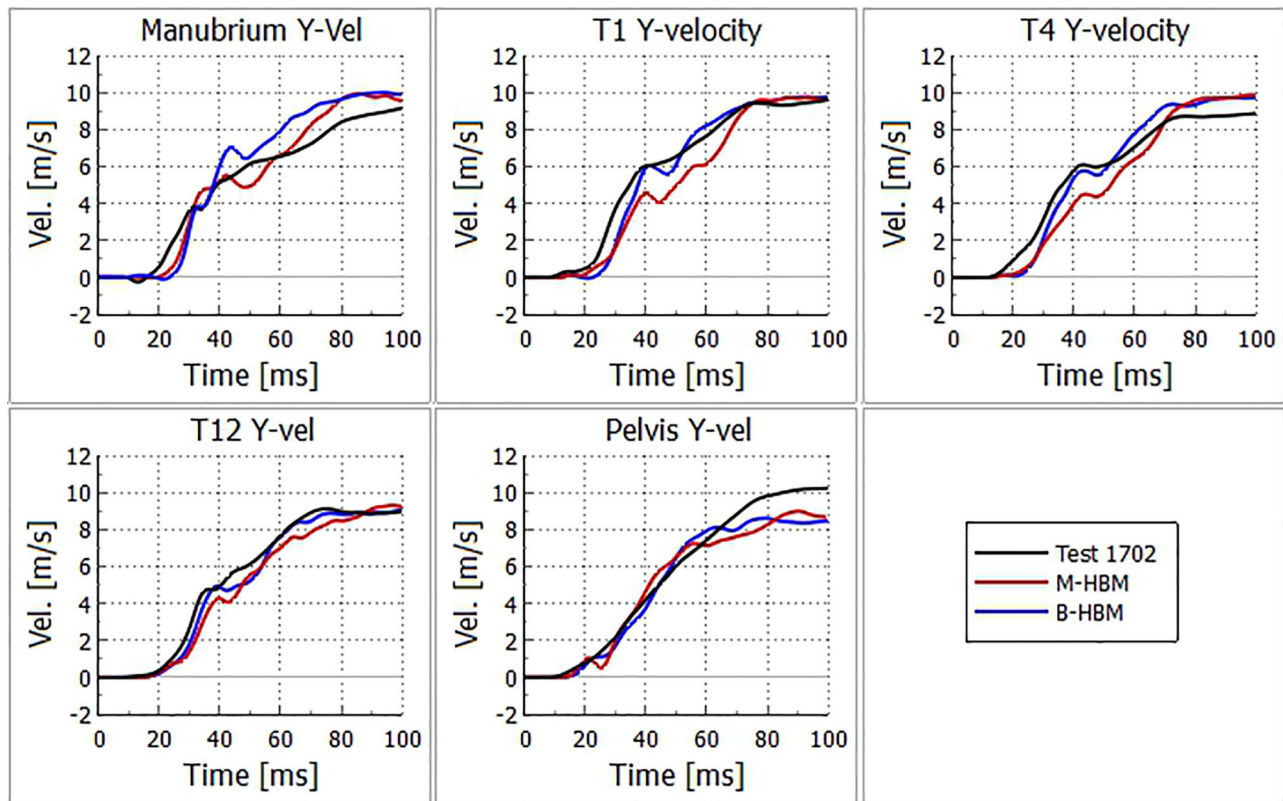 Manubrium Y-Vel
12
10
8
6
4
2
0
-2
Vel. [m/s]
0 20 40 60 80 100
Time [ms]
T1 Y-velocity
12
10
8
6
4
2
0
-2
Vel. [m/s]
0 20 40 60 80 100
Time [ms]
T4 Y-velocity
12
10
8
6
4
2
0
-2
Vel. [m/s]
0 20 40 60 80 100
Time [ms]
T12 Y-vel
12
10
8
6
4
2
0
-2
Vel. [m/s]
0 20 40 60 80 100
Time [ms]
Pelvis Y-vel
12
10
8
6
4
2
0
-2
Vel. [m/s]
0 20 40 60 80 100
Time [ms]
Test 1702
M-HBM
B-HBM